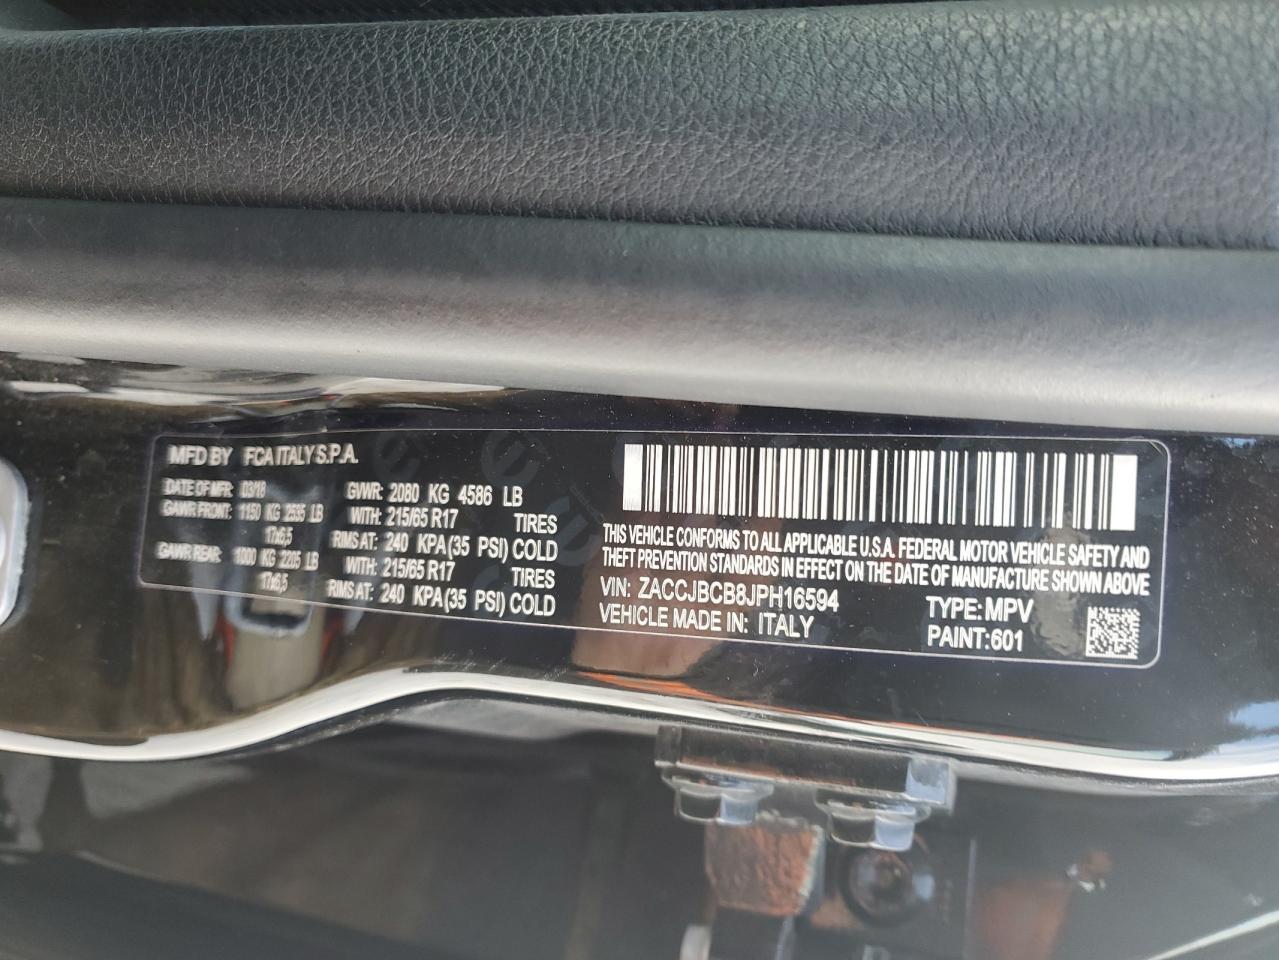 MFD BY FCA ITALY S.P.A.
DATE OF MFR: 03/18 GVWR: 2080 KG 4586 LB
GAWR FRONT: 1150 KG 2535 LB WITH: 215/65 R17 TIRES
17x6,5 RIMS AT: 240 KPA(35 PSI) COLD
GAWR REAR: 1000 KG 2205 LB WITH: 215/65 R17 TIRES
17x6,5 RIMS AT: 240 KPA(35 PSI) COLD
THIS VEHICLE CONFORMS TO ALL APPLICABLE U.S.A. FEDERAL MOTOR VEHICLE SAFETY AND
THEFT PREVENTION STANDARDS IN EFFECT ON THE DATE OF MANUFACTURE SHOWN ABOVE
VIN: ZACCJBCB8JPH16594 TYPE: MPV
VEHICLE MADE IN: ITALY PAINT:601